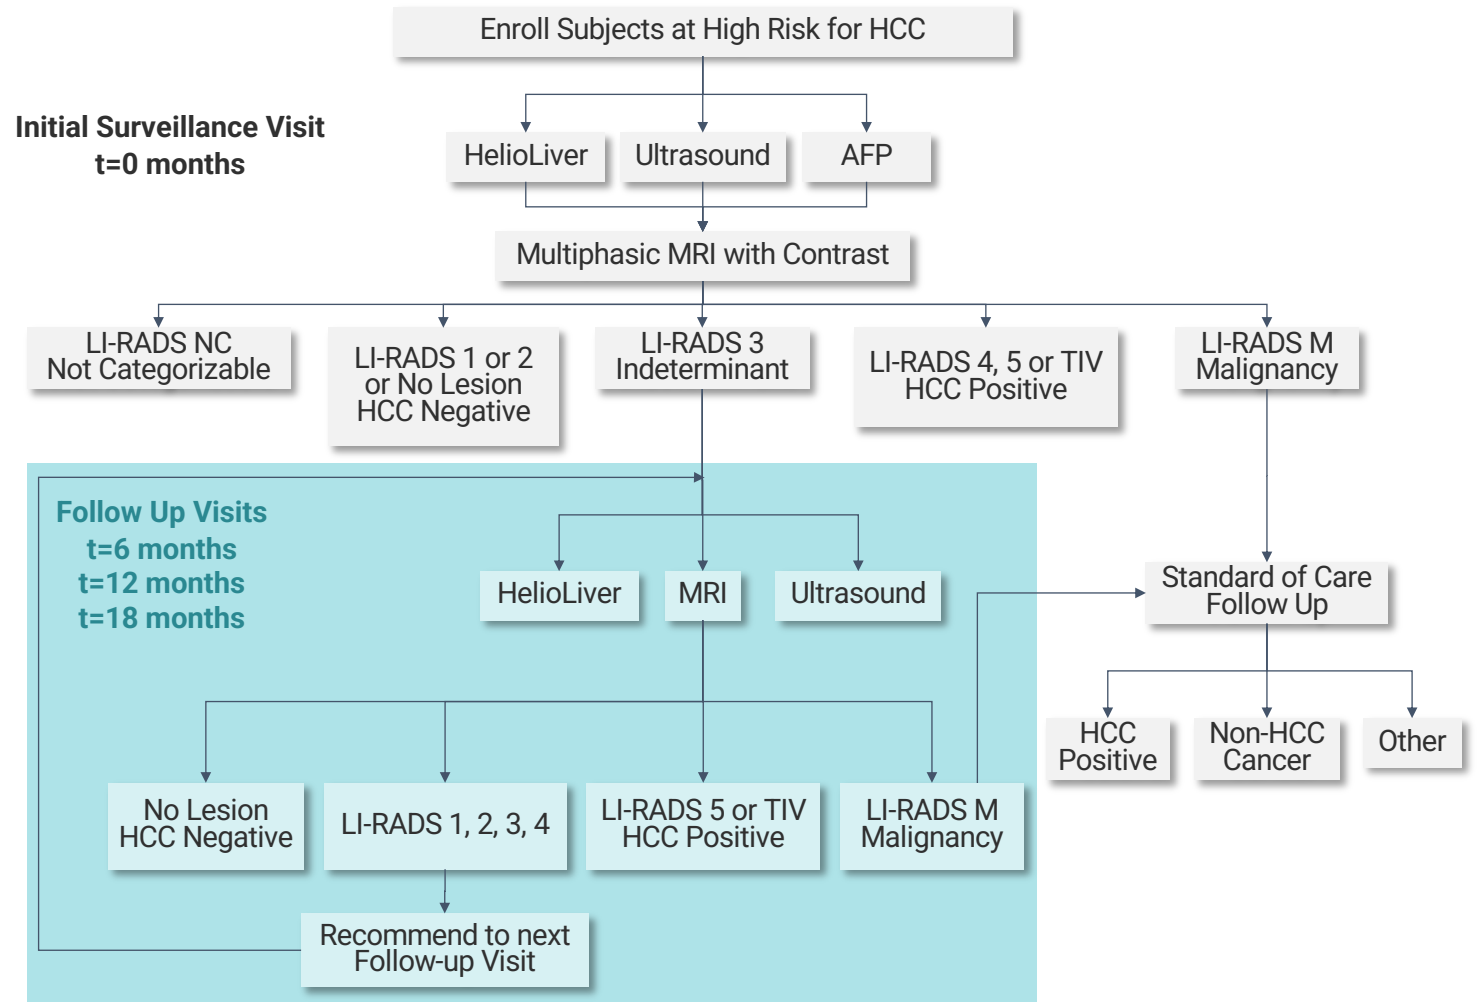 Enroll Subjects at High Risk for HCC
Initial Surveillance Visit
t=0 months
HelioLiver
Ultrasound
AFP
Multiphasic MRI with Contrast
LI-RADS NC
Not Categorizable
LI-RADS 1 or 2
or No Lesion
HCC Negative
LI-RADS 3
Indeterminant
LI-RADS 4, 5 or TIV
HCC Positive
LI-RADS M
Malignancy
Follow Up Visits
t=6 months
t=12 months
t=18 months
HelioLiver
MRI
Ultrasound
Standard of Care
Follow Up
HCC
Positive
Non-HCC
Cancer
Other
No Lesion
HCC Negative
LI-RADS 1, 2, 3, 4
LI-RADS 5 or TIV
HCC Positive
LI-RADS M
Malignancy
Recommend to next
Follow-up Visit